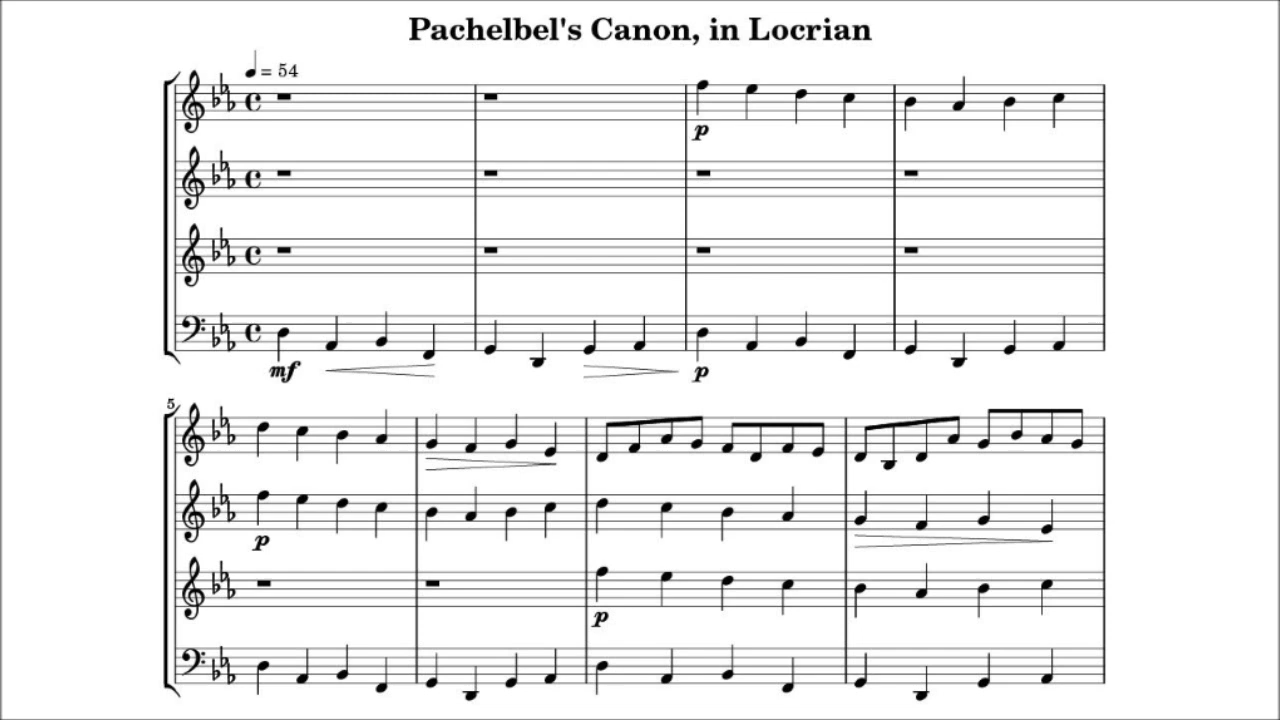 Pachelbel's Canon, in Locrian
♩ = 54
p
mf
p
5
p
p